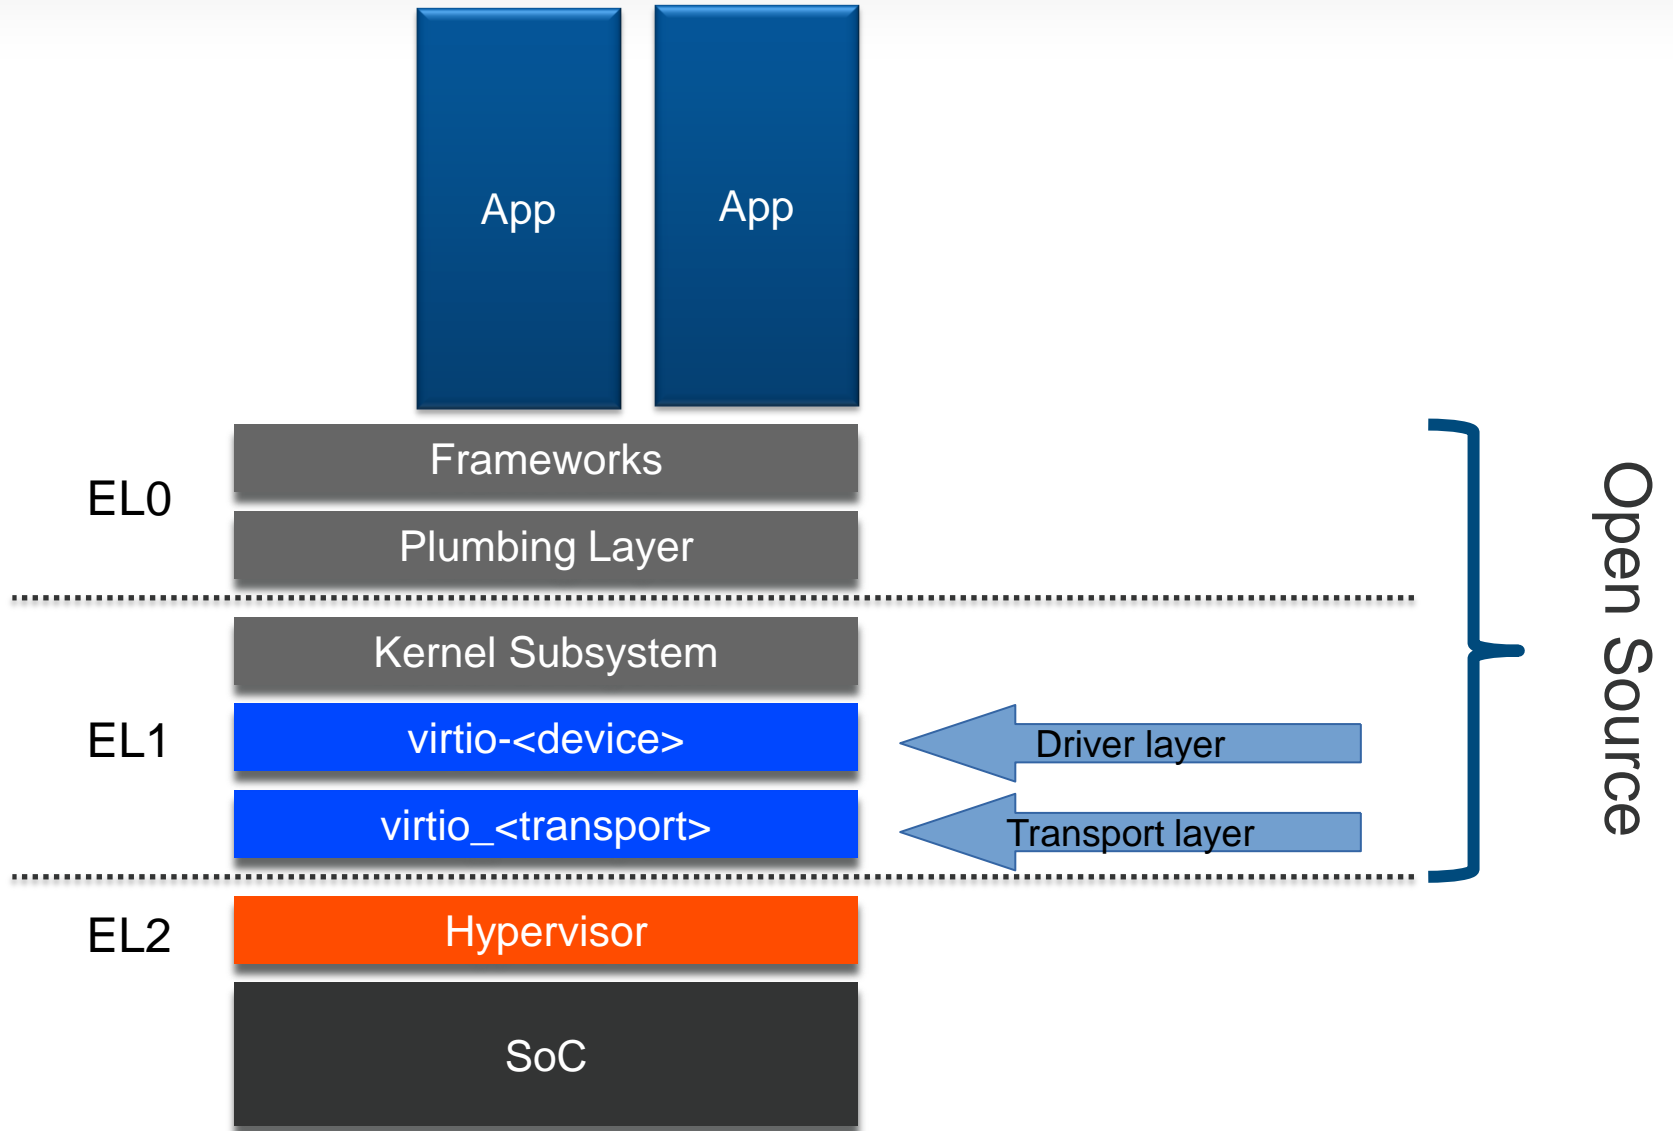 App
App
Frameworks
EL0
Plumbing Layer
Kernel Subsystem
EL1
virtio-<device>
Driver layer
virtio_<transport>
Transport layer
Open Source
EL2
Hypervisor
SoC